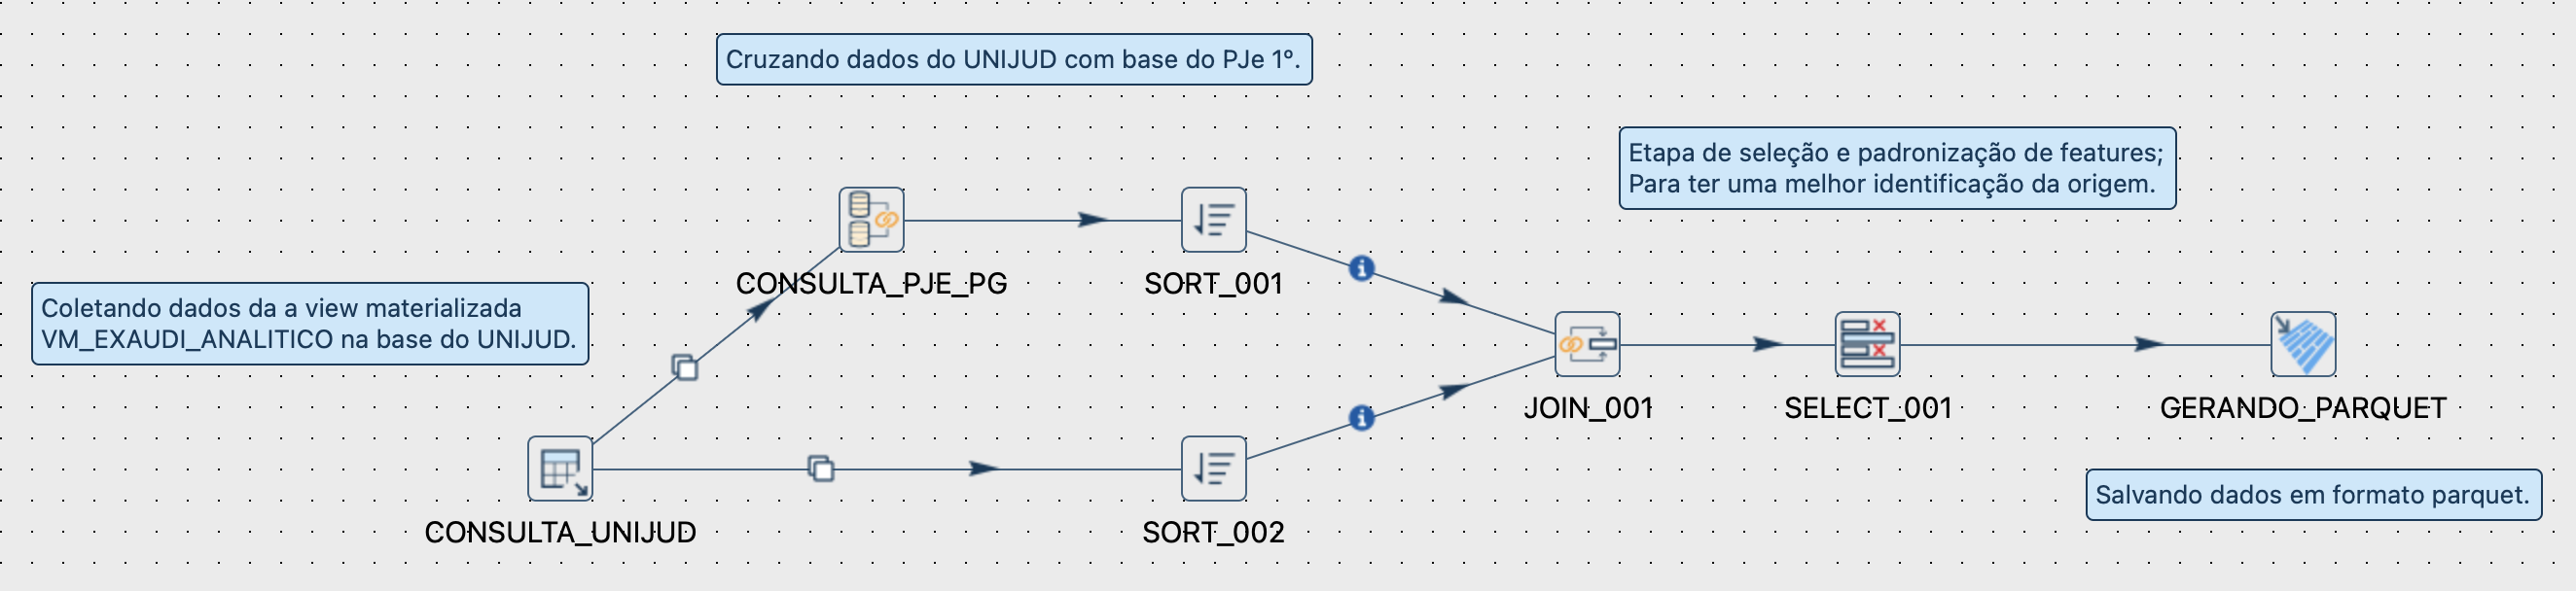 Cruzando dados do UNIJUD com base do PJe 1º.
Etapa de seleção e padronização de features;
Para ter uma melhor identificação da origem.
CONSULTA_PJE_PG
SORT_001
Coletando dados da a view materializada
VM_EXAUDI_ANALITICO na base do UNIJUD.
JOIN_001
SELECT_001
GERANDO_PARQUET
Salvando dados em formato parquet.
CONSULTA_UNIJUD
SORT_002